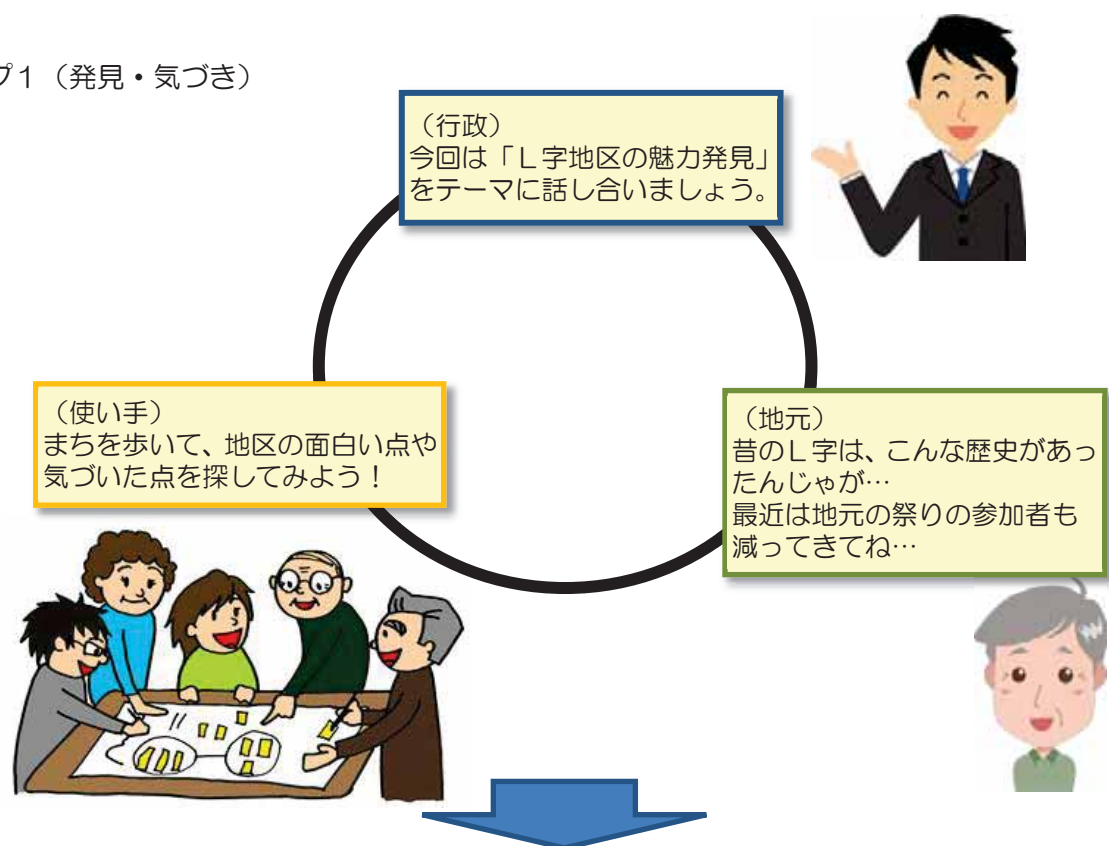 プ１（発見・気づき）
（行政）
今回は「Ｌ字地区の魅力発見」
をテーマに話し合いましょう。
（使い手）
まちを歩いて、地区の面白い点や
気づいた点を探してみよう！
（地元）
昔のＬ字は、こんな歴史があっ
たんじゃが…
最近は地元の祭りの参加者も
減ってきてね…